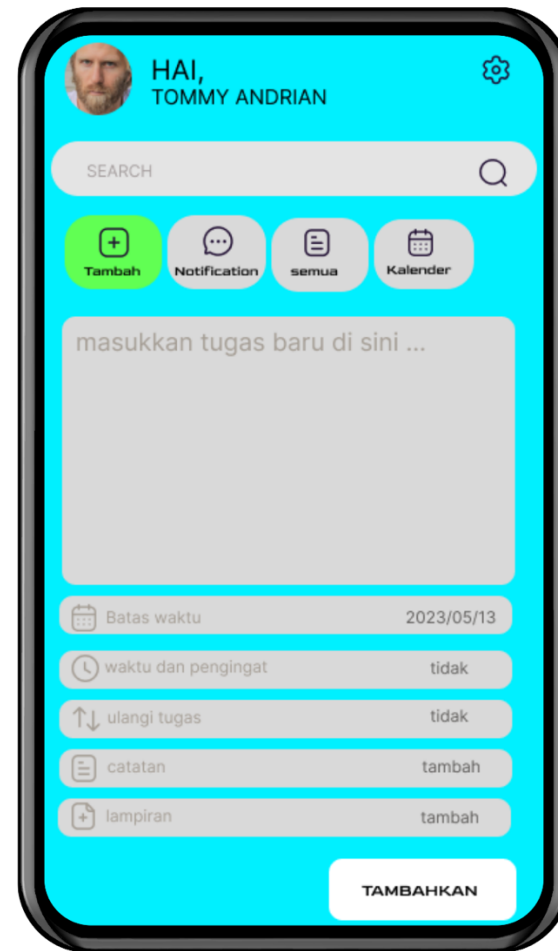 HAI,
TOMMY ANDRIAN
SEARCH
Tambah Notification semua Kalender
masukkan tugas baru di sini ...
Batas waktu 2023/05/13
waktu dan pengingat tidak
ulangi tugas tidak
catatan tambah
lampiran tambah
TAMBAHKAN